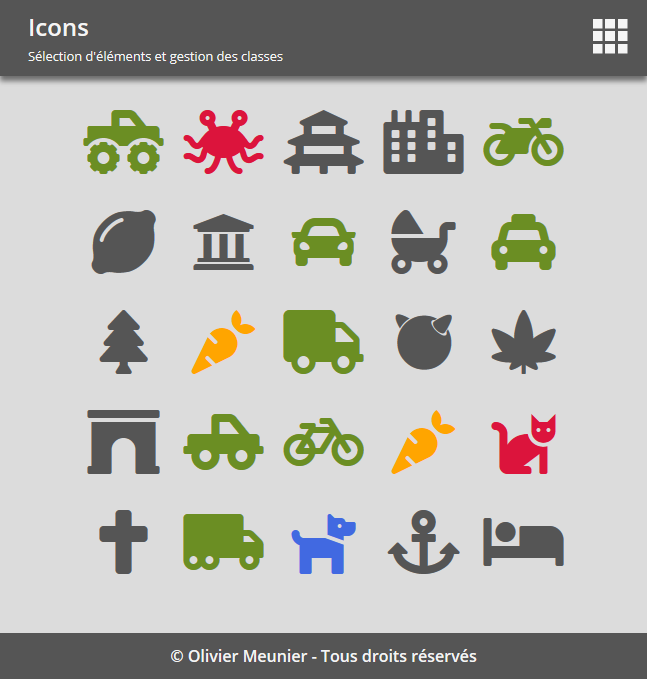 Icons
Sélection d'éléments et gestion des classes
© Olivier Meunier - Tous droits réservés